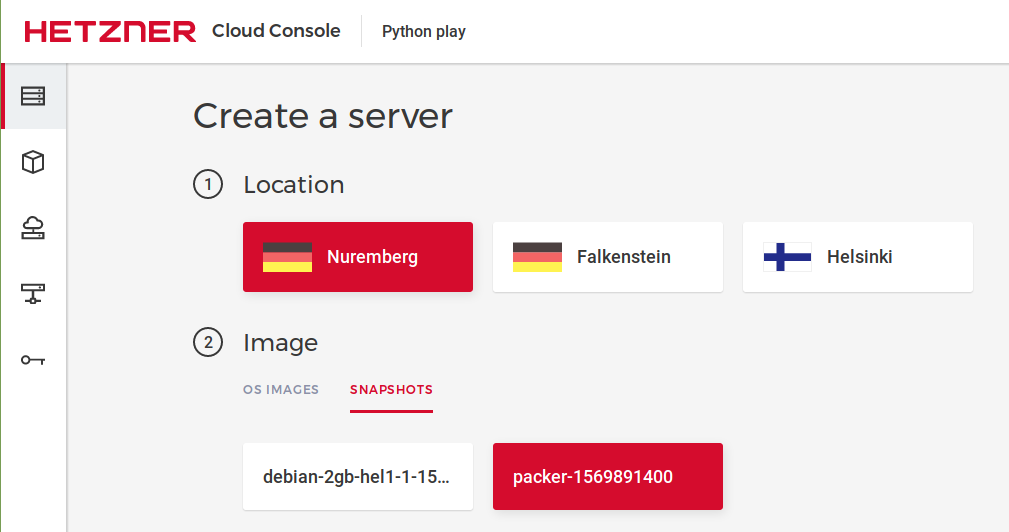 HETZNER Cloud Console Python play
Create a server
1 Location
Nuremberg Falkenstein Helsinki
2 Image
OS IMAGES SNAPSHOTS
debian-2gb-hel1-1-15... packer-1569891400